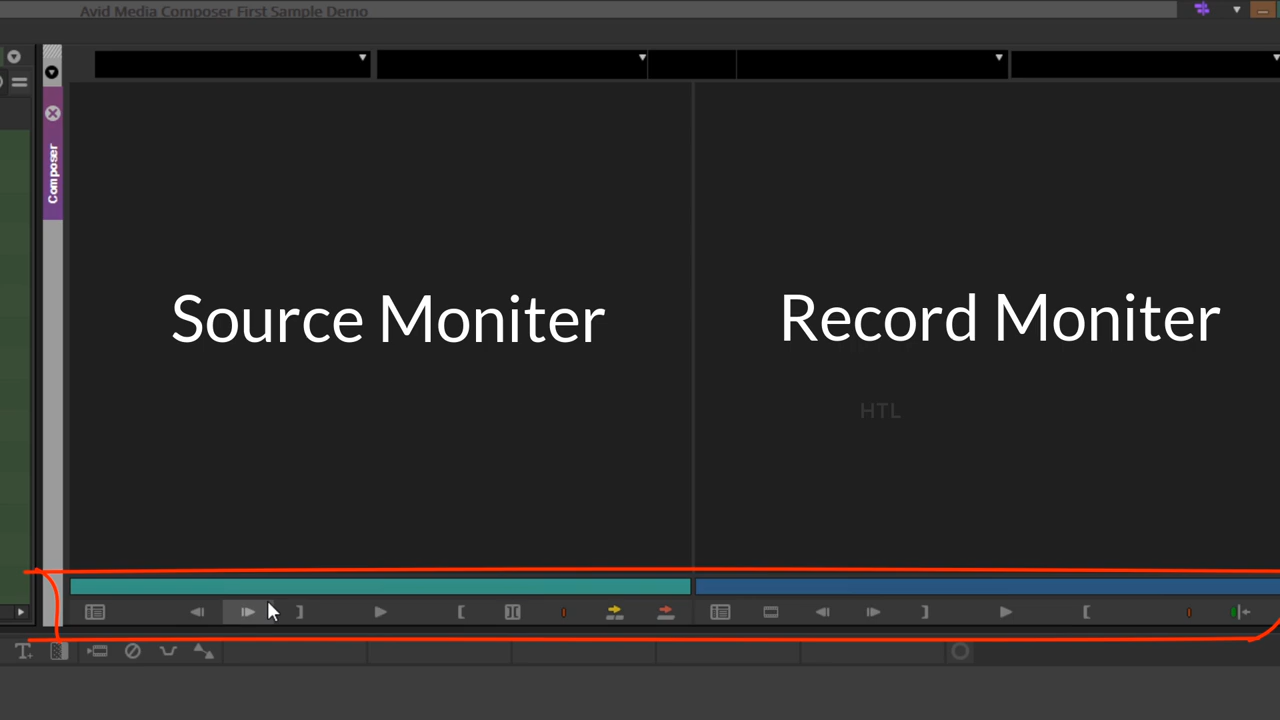 Avid Media Composer First Sample Demo
Composer
Source Moniter
Record Moniter
HTL